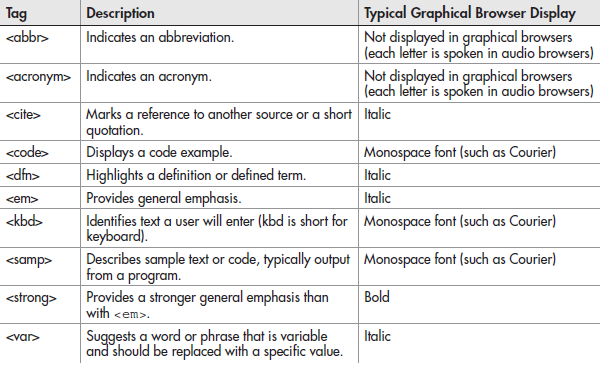 Tag Description Typical Graphical Browser Display
<abbr> Indicates an abbreviation. Not displayed in graphical browsers
(each letter is spoken in audio browsers)
<acronym> Indicates an acronym. Not displayed in graphical browsers
(each letter is spoken in audio browsers)
<cite> Marks a reference to another source or a short Italic
quotation.
<code> Displays a code example. Monospace font (such as Courier)
<dfn> Highlights a definition or defined term. Italic
<em> Provides general emphasis. Italic
<kbd> Identifies text a user will enter (kbd is short for Monospace font (such as Courier)
keyboard).
<samp> Describes sample text or code, typically output Monospace font (such as Courier)
from a program.
<strong> Provides a stronger general emphasis than Bold
with <em>.
<var> Suggests a word or phrase that is variable Italic
and should be replaced with a specific value.